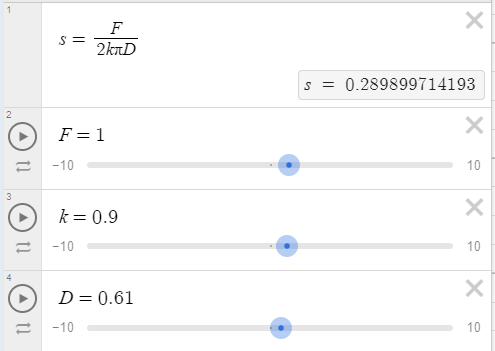 1
s = F / 2kπD
s = 0.289899714193
2
F = 1
-10 10
3
k = 0.9
-10 10
4
D = 0.61
-10 10